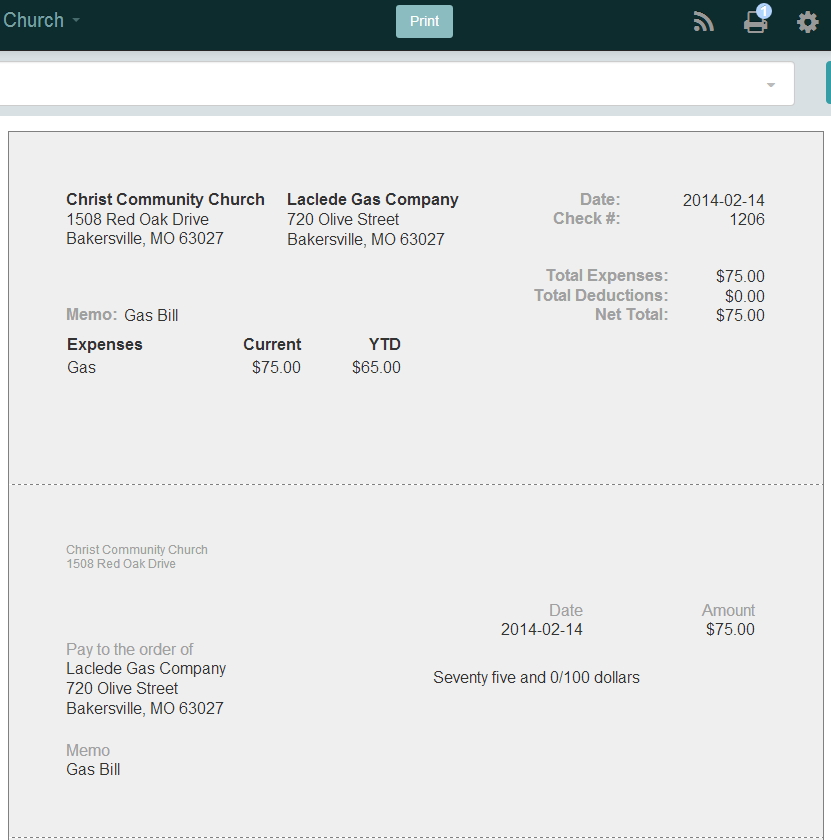 Church
Print
1
Christ Community Church
1508 Red Oak Drive
Bakersville, MO 63027
Laclede Gas Company
720 Olive Street
Bakersville, MO 63027
Date: 2014-02-14
Check #: 1206
Total Expenses: $75.00
Total Deductions: $0.00
Net Total: $75.00
Memo: Gas Bill
Expenses Current YTD
Gas $75.00 $65.00
Christ Community Church
1508 Red Oak Drive
Date Amount
2014-02-14 $75.00
Pay to the order of
Laclede Gas Company
720 Olive Street
Bakersville, MO 63027
Seventy five and 0/100 dollars
Memo
Gas Bill